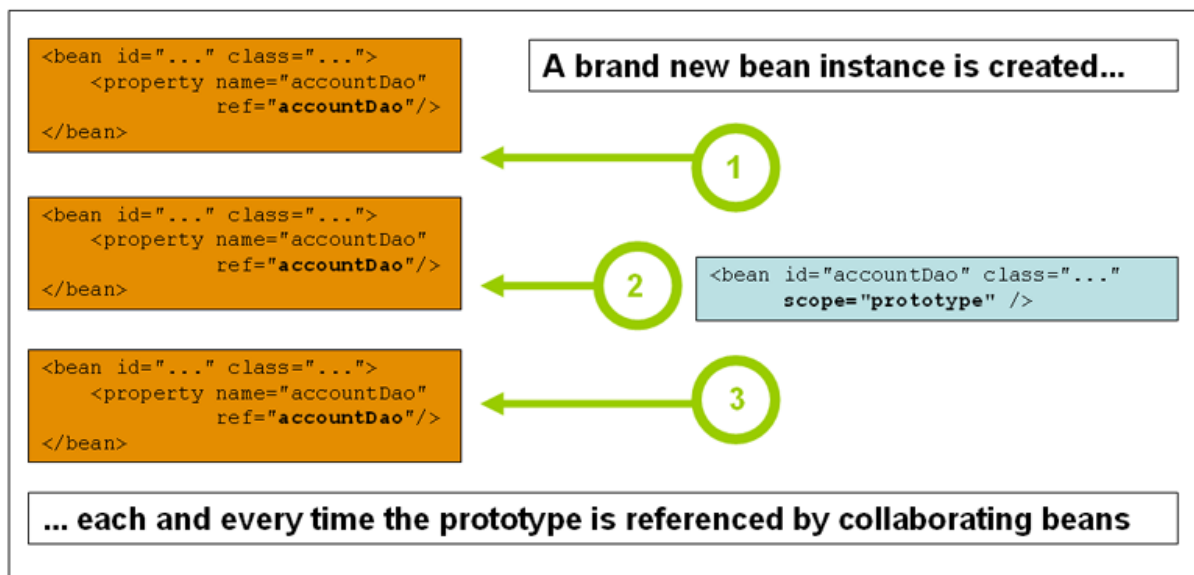 <bean id="..." class="...">
<property name="accountDao"
ref="accountDao"/>
</bean>
A brand new bean instance is created...
1
<bean id="..." class="...">
<property name="accountDao"
ref="accountDao"/>
</bean>
2
<bean id="accountDao" class="..."
scope="prototype" />
<bean id="..." class="...">
<property name="accountDao"
ref="accountDao"/>
</bean>
3
... each and every time the prototype is referenced by collaborating beans